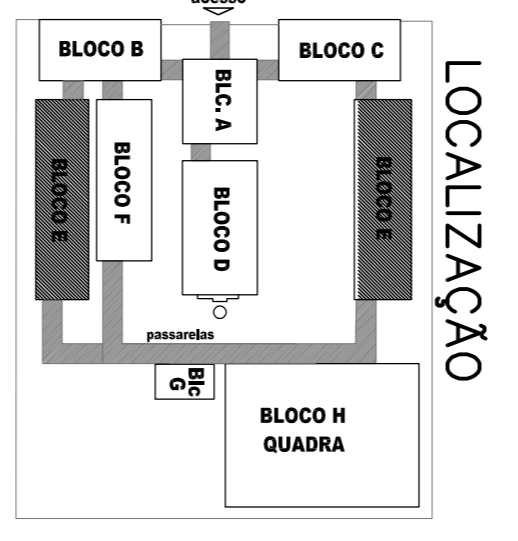 acesso
BLOCO B
BLOCO C
BLC. A
BLOCO E
BLOCO F
BLOCO D
BLOCO E
LOCALIZAÇÃO
passarelas
Blc
G
BLOCO H
QUADRA